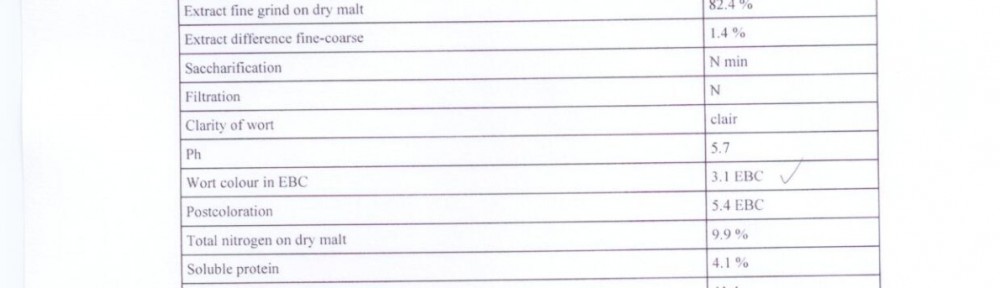 Extract fine grind on dry malt 82.4 %
Extract difference fine-coarse 1.4 %
Saccharification N min
Filtration N
Clarity of wort clair
Ph 5.7
Wort colour in EBC 3.1 EBC ✓
Postcoloration 5.4 EBC
Total nitrogen on dry malt 9.9 %
Soluble protein 4.1 %